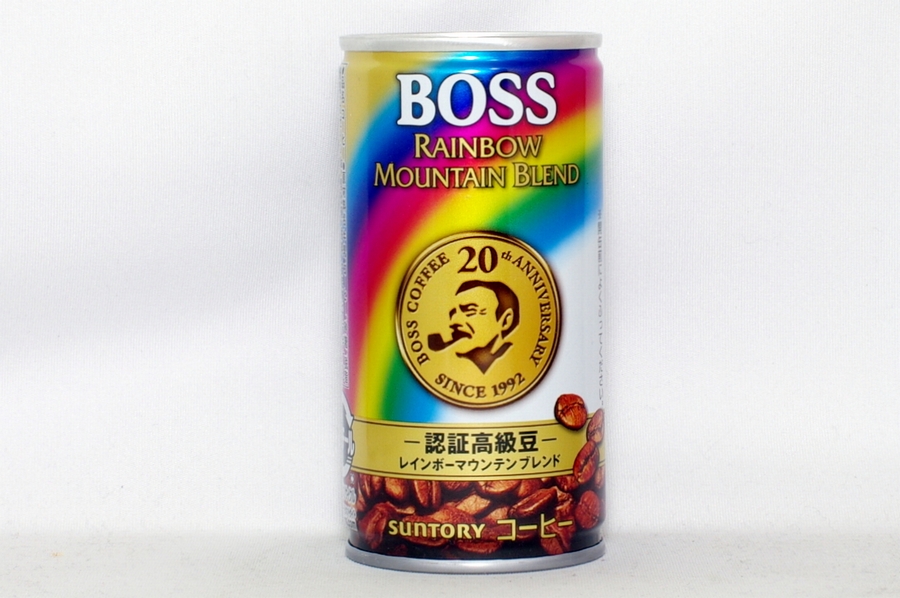 BOSS
RAINBOW
MOUNTAIN BLEND
BOSS COFFEE 20th ANNIVERSARY
SINCE 1992
―認証高級豆―
レインボーマウンテンブレンド
SUNTORY コーヒー